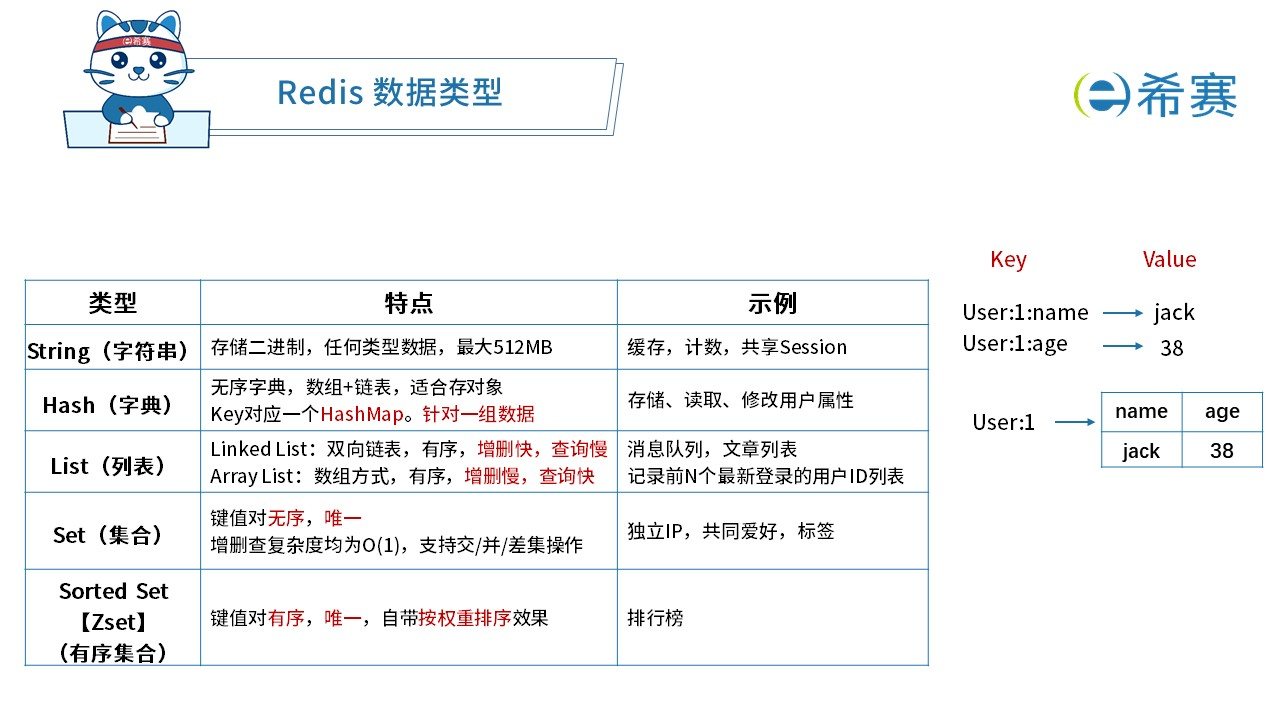 希赛
Redis 数据类型
希赛
类型 特点 示例
String（字符串） 存储二进制，任何类型数据，最大512MB 缓存，计数，共享Session
Hash（字典） 无序字典，数组+链表，适合存对象
Key对应一个HashMap。针对一组数据 存储、读取、修改用户属性
List（列表） Linked List：双向链表，有序，增删快，查询慢
Array List：数组方式，有序，增删慢，查询快 消息队列，文章列表
记录前N个最新登录的用户ID列表
Set（集合） 键值对无序，唯一
增删查复杂度均为O(1)，支持交/并/差集操作 独立IP，共同爱好，标签
Sorted Set
【Zset】
（有序集合） 键值对有序，唯一，自带按权重排序效果 排行榜
Key Value
User:1:name jack
User:1:age 38
User:1
name age
jack 38